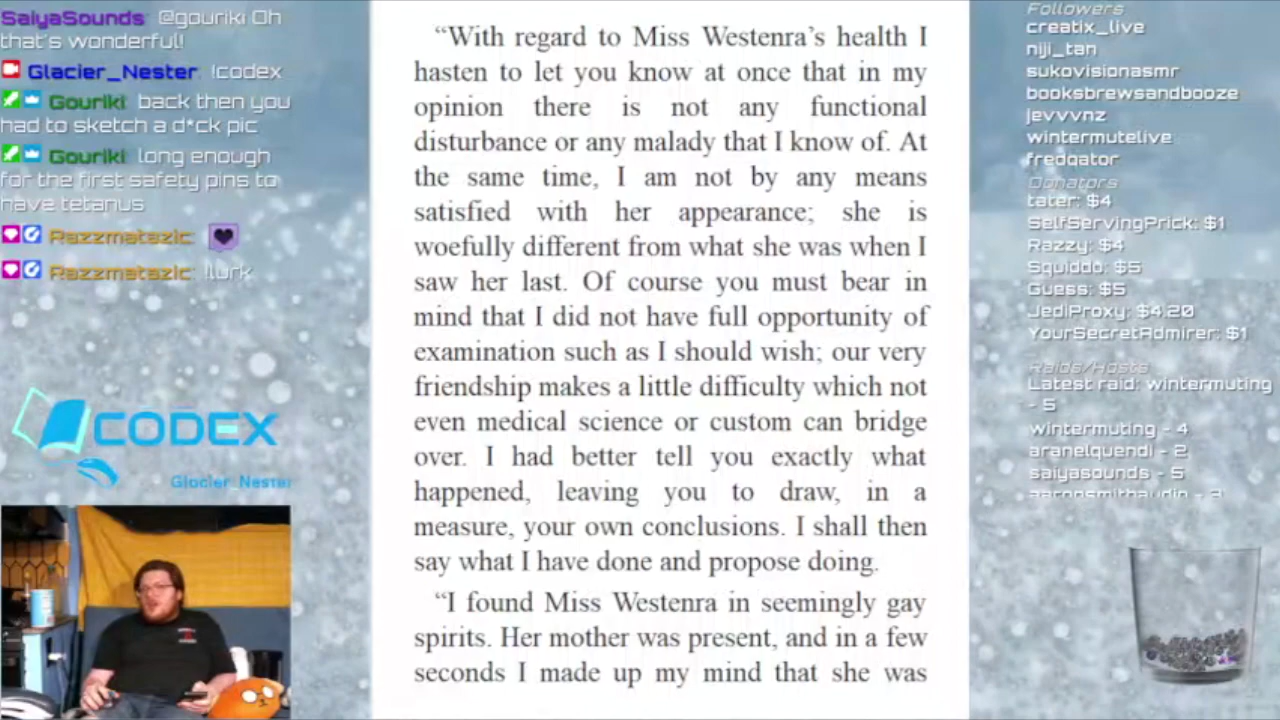 SaiyaSounds: @gouriki Oh
that's wonderful!
Glacier_Nester: !codex
Gouriki: back then you
had to sketch a d*ck pic
Gouriki: long enough
for the first safety pins to
have tetanus
Razzmatazic:
Razzmatazic: !lurk
CODEX
Glacier_Nester
“With regard to Miss Westenra’s health I
hasten to let you know at once that in my
opinion there is not any functional
disturbance or any malady that I know of. At
the same time, I am not by any means
satisfied with her appearance; she is
woefully different from what she was when I
saw her last. Of course you must bear in
mind that I did not have full opportunity of
examination such as I should wish; our very
friendship makes a little difficulty which not
even medical science or custom can bridge
over. I had better tell you exactly what
happened, leaving you to draw, in a
measure, your own conclusions. I shall then
say what I have done and propose doing.
“I found Miss Westenra in seemingly gay
spirits. Her mother was present, and in a few
seconds I made up my mind that she was
Followers
creatix_live
niji_tan
sukovisionasmr
booksbrewsandbooze
jevvvnz
wintermutelive
fredgator
Donators
tater: $4
SelfServingPrick: $1
Razzy: $4
Squiddo: $5
Guess: $5
JediProxy: $4.20
YourSecretAdmirer: $1
Raids/Hosts
Latest raid: wintermuting
- 5
wintermuting - 4
aranelquendi - 2
saiyasounds - 5